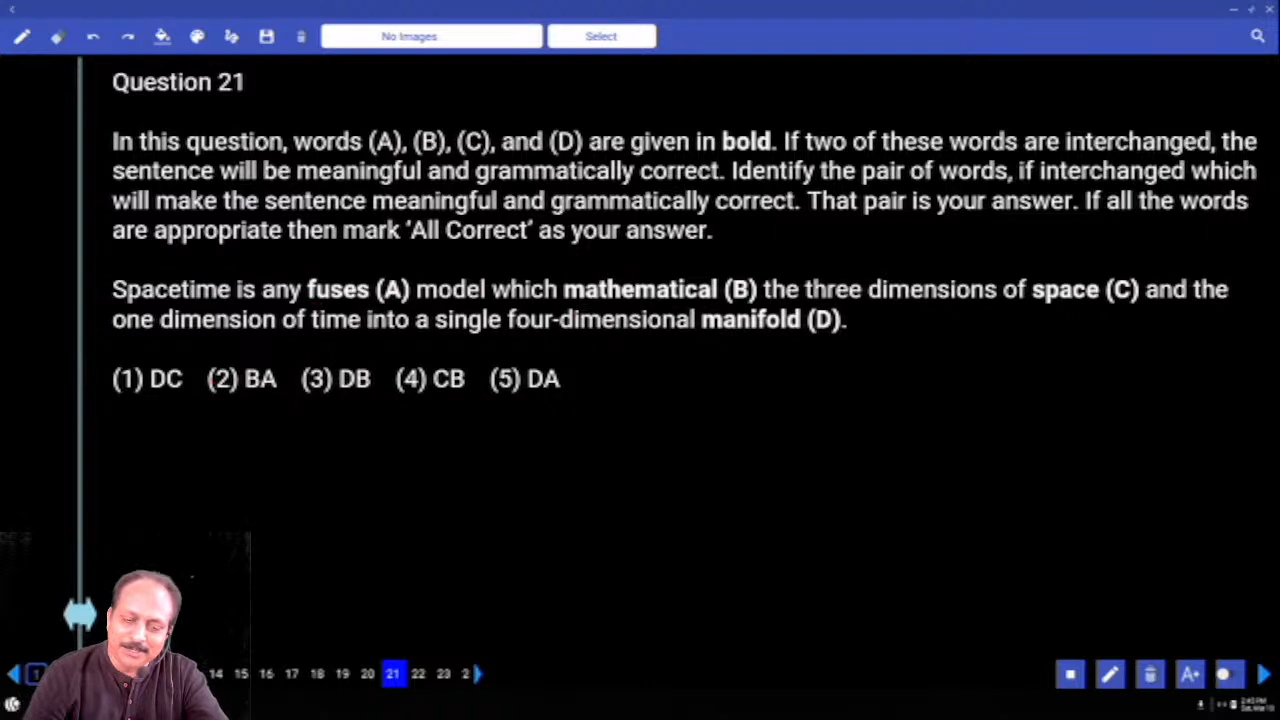 No Images
Select
Question 21
In this question, words (A), (B), (C), and (D) are given in bold. If two of these words are interchanged, the
sentence will be meaningful and grammatically correct. Identify the pair of words, if interchanged which
will make the sentence meaningful and grammatically correct. That pair is your answer. If all the words
are appropriate then mark ‘All Correct’ as your answer.
Spacetime is any fuses (A) model which mathematical (B) the three dimensions of space (C) and the
one dimension of time into a single four-dimensional manifold (D).
(1) DC (2) BA (3) DB (4) CB (5) DA
1 14 15 16 17 18 19 20 21 22 23 2
A+